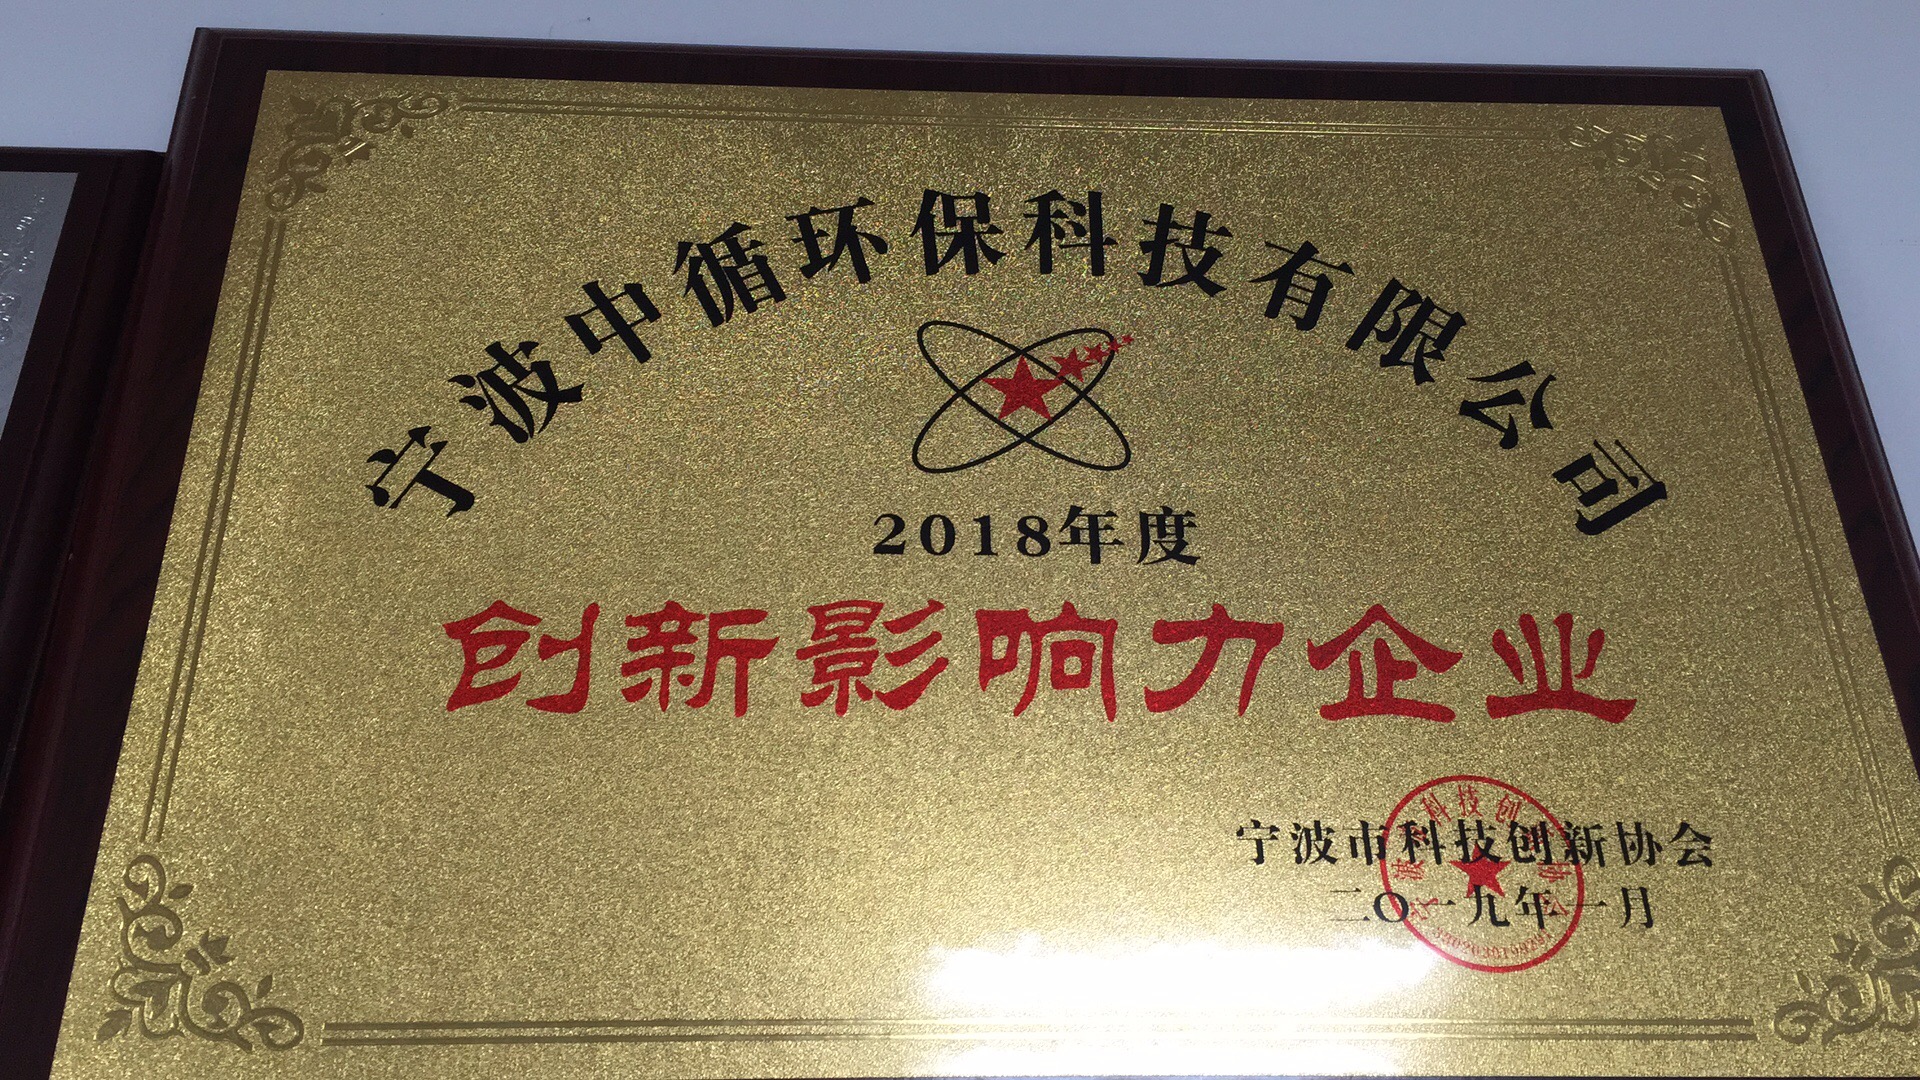 宁波中循环保科技有限公司
2018年度
创新影响力企业
宁波市科技创新协会
二〇一九年一月